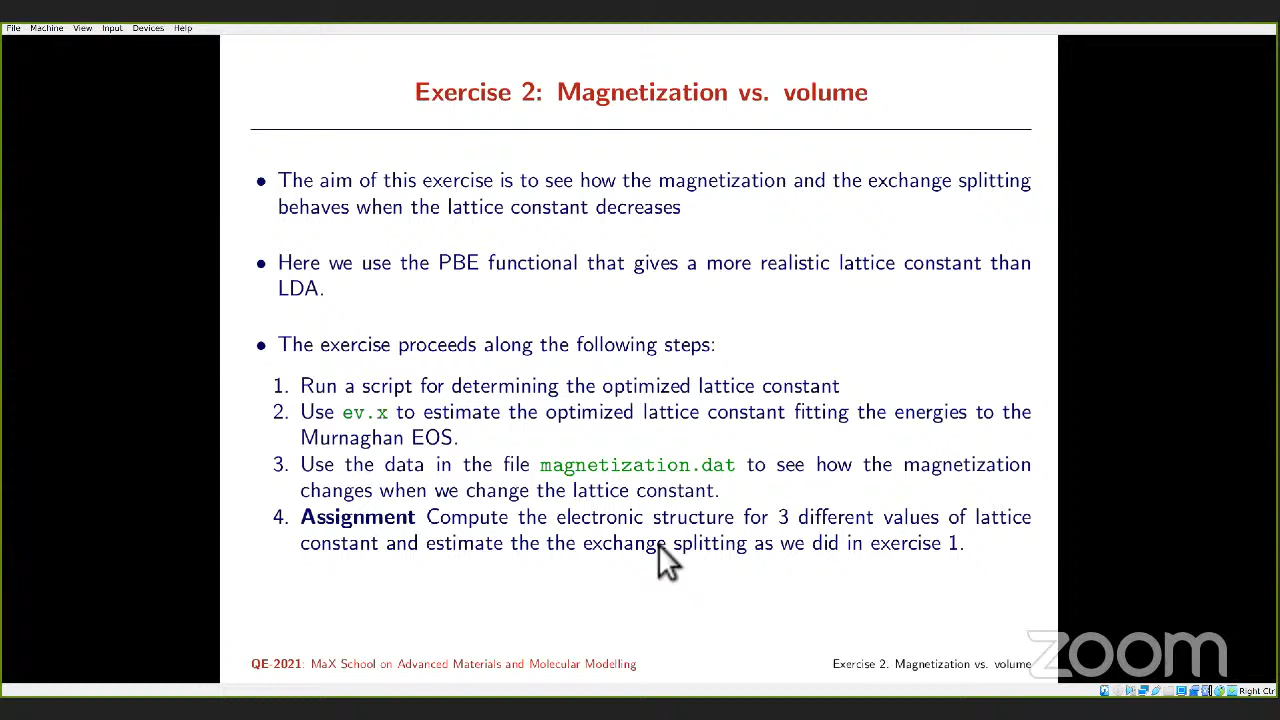 File Machine View Input Devices Help
Exercise 2: Magnetization vs. volume
• The aim of this exercise is to see how the magnetization and the exchange splitting
behaves when the lattice constant decreases
• Here we use the PBE functional that gives a more realistic lattice constant than
LDA.
• The exercise proceeds along the following steps:
1. Run a script for determining the optimized lattice constant
2. Use ev.x to estimate the optimized lattice constant fitting the energies to the
Murnaghan EOS.
3. Use the data in the file magnetization.dat to see how the magnetization
changes when we change the lattice constant.
4. Assignment Compute the electronic structure for 3 different values of lattice
constant and estimate the the exchange splitting as we did in exercise 1.
zoom
QE-2021: MaX School on Advanced Materials and Molecular Modelling Exercise 2. Magnetization vs. volume
Right Ctr